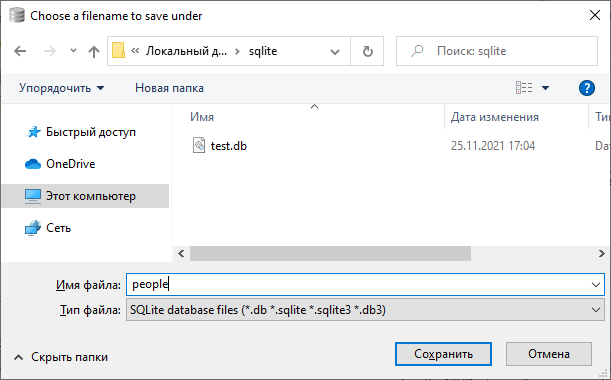 Choose a filename to save under
« Локальный д... › sqlite
Поиск: sqlite
Упорядочить Новая папка
Имя Дата изменения Ти
Быстрый доступ
test.db 25.11.2021 17:04 Dat
OneDrive
Этот компьютер
Сеть
Имя файла: people
Тип файла: SQLite database files (*.db *.sqlite *.sqlite3 *.db3)
Скрыть папки
Сохранить Отмена